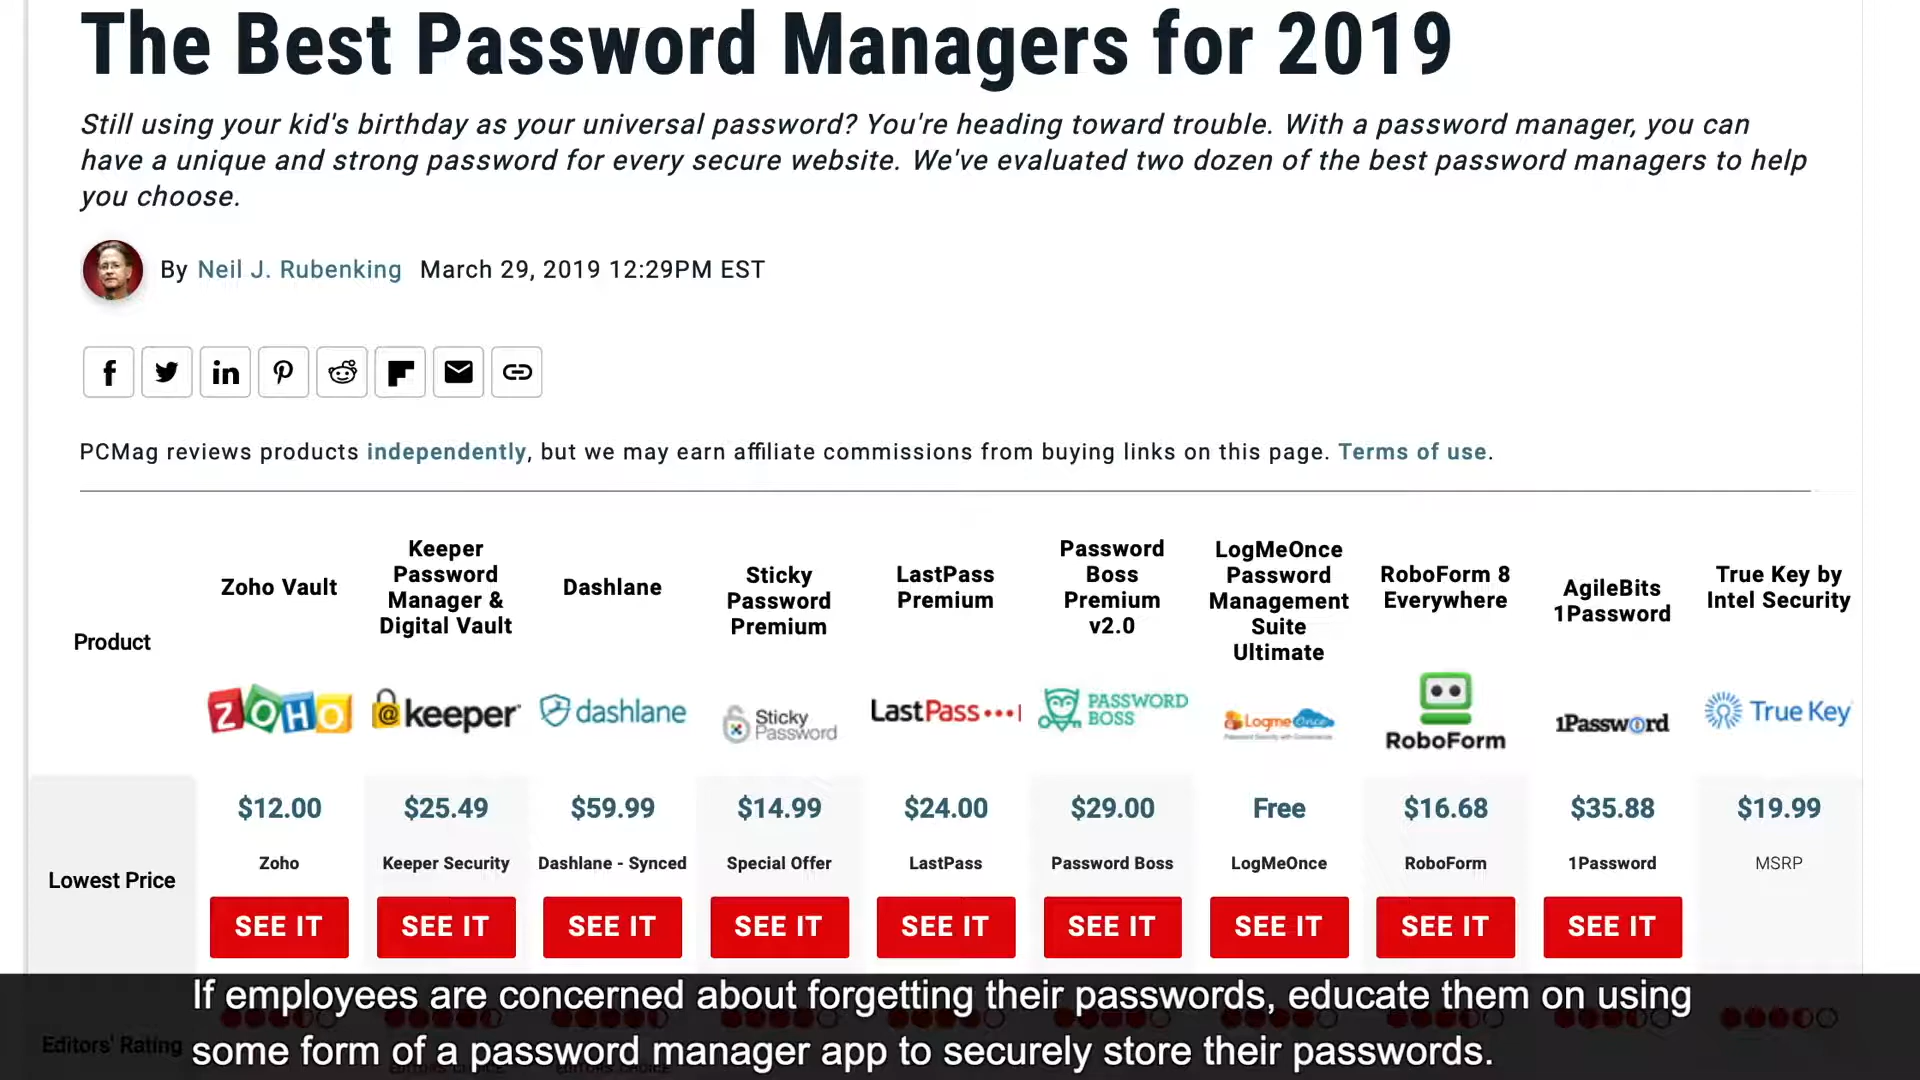 The Best Password Managers for 2019
Still using your kid's birthday as your universal password? You're heading toward trouble. With a password manager, you can
have a unique and strong password for every secure website. We've evaluated two dozen of the best password managers to help
you choose.
By Neil J. Rubenking March 29, 2019 12:29PM EST
PCMag reviews products independently, but we may earn affiliate commissions from buying links on this page. Terms of use.
Product
Zoho Vault
Keeper
Password
Manager &
Digital Vault
Dashlane
Sticky
Password
Premium
LastPass
Premium
Password
Boss
Premium
v2.0
LogMeOnce
Password
Management
Suite
Ultimate
RoboForm 8
Everywhere
AgileBits
1Password
True Key by
Intel Security
ZOHO
keeper
dashlane
Sticky
Password
LastPass
PASSWORD
BOSS
LogmeOnce
RoboForm
1Password
True Key
Lowest Price
$12.00 $25.49 $59.99 $14.99 $24.00 $29.00 Free $16.68 $35.88 $19.99
Zoho Keeper Security Dashlane - Synced Special Offer LastPass Password Boss LogMeOnce RoboForm 1Password MSRP
SEE IT SEE IT SEE IT SEE IT SEE IT SEE IT SEE IT SEE IT SEE IT
Editors' Rating
If employees are concerned about forgetting their passwords, educate them on using
some form of a password manager app to securely store their passwords.